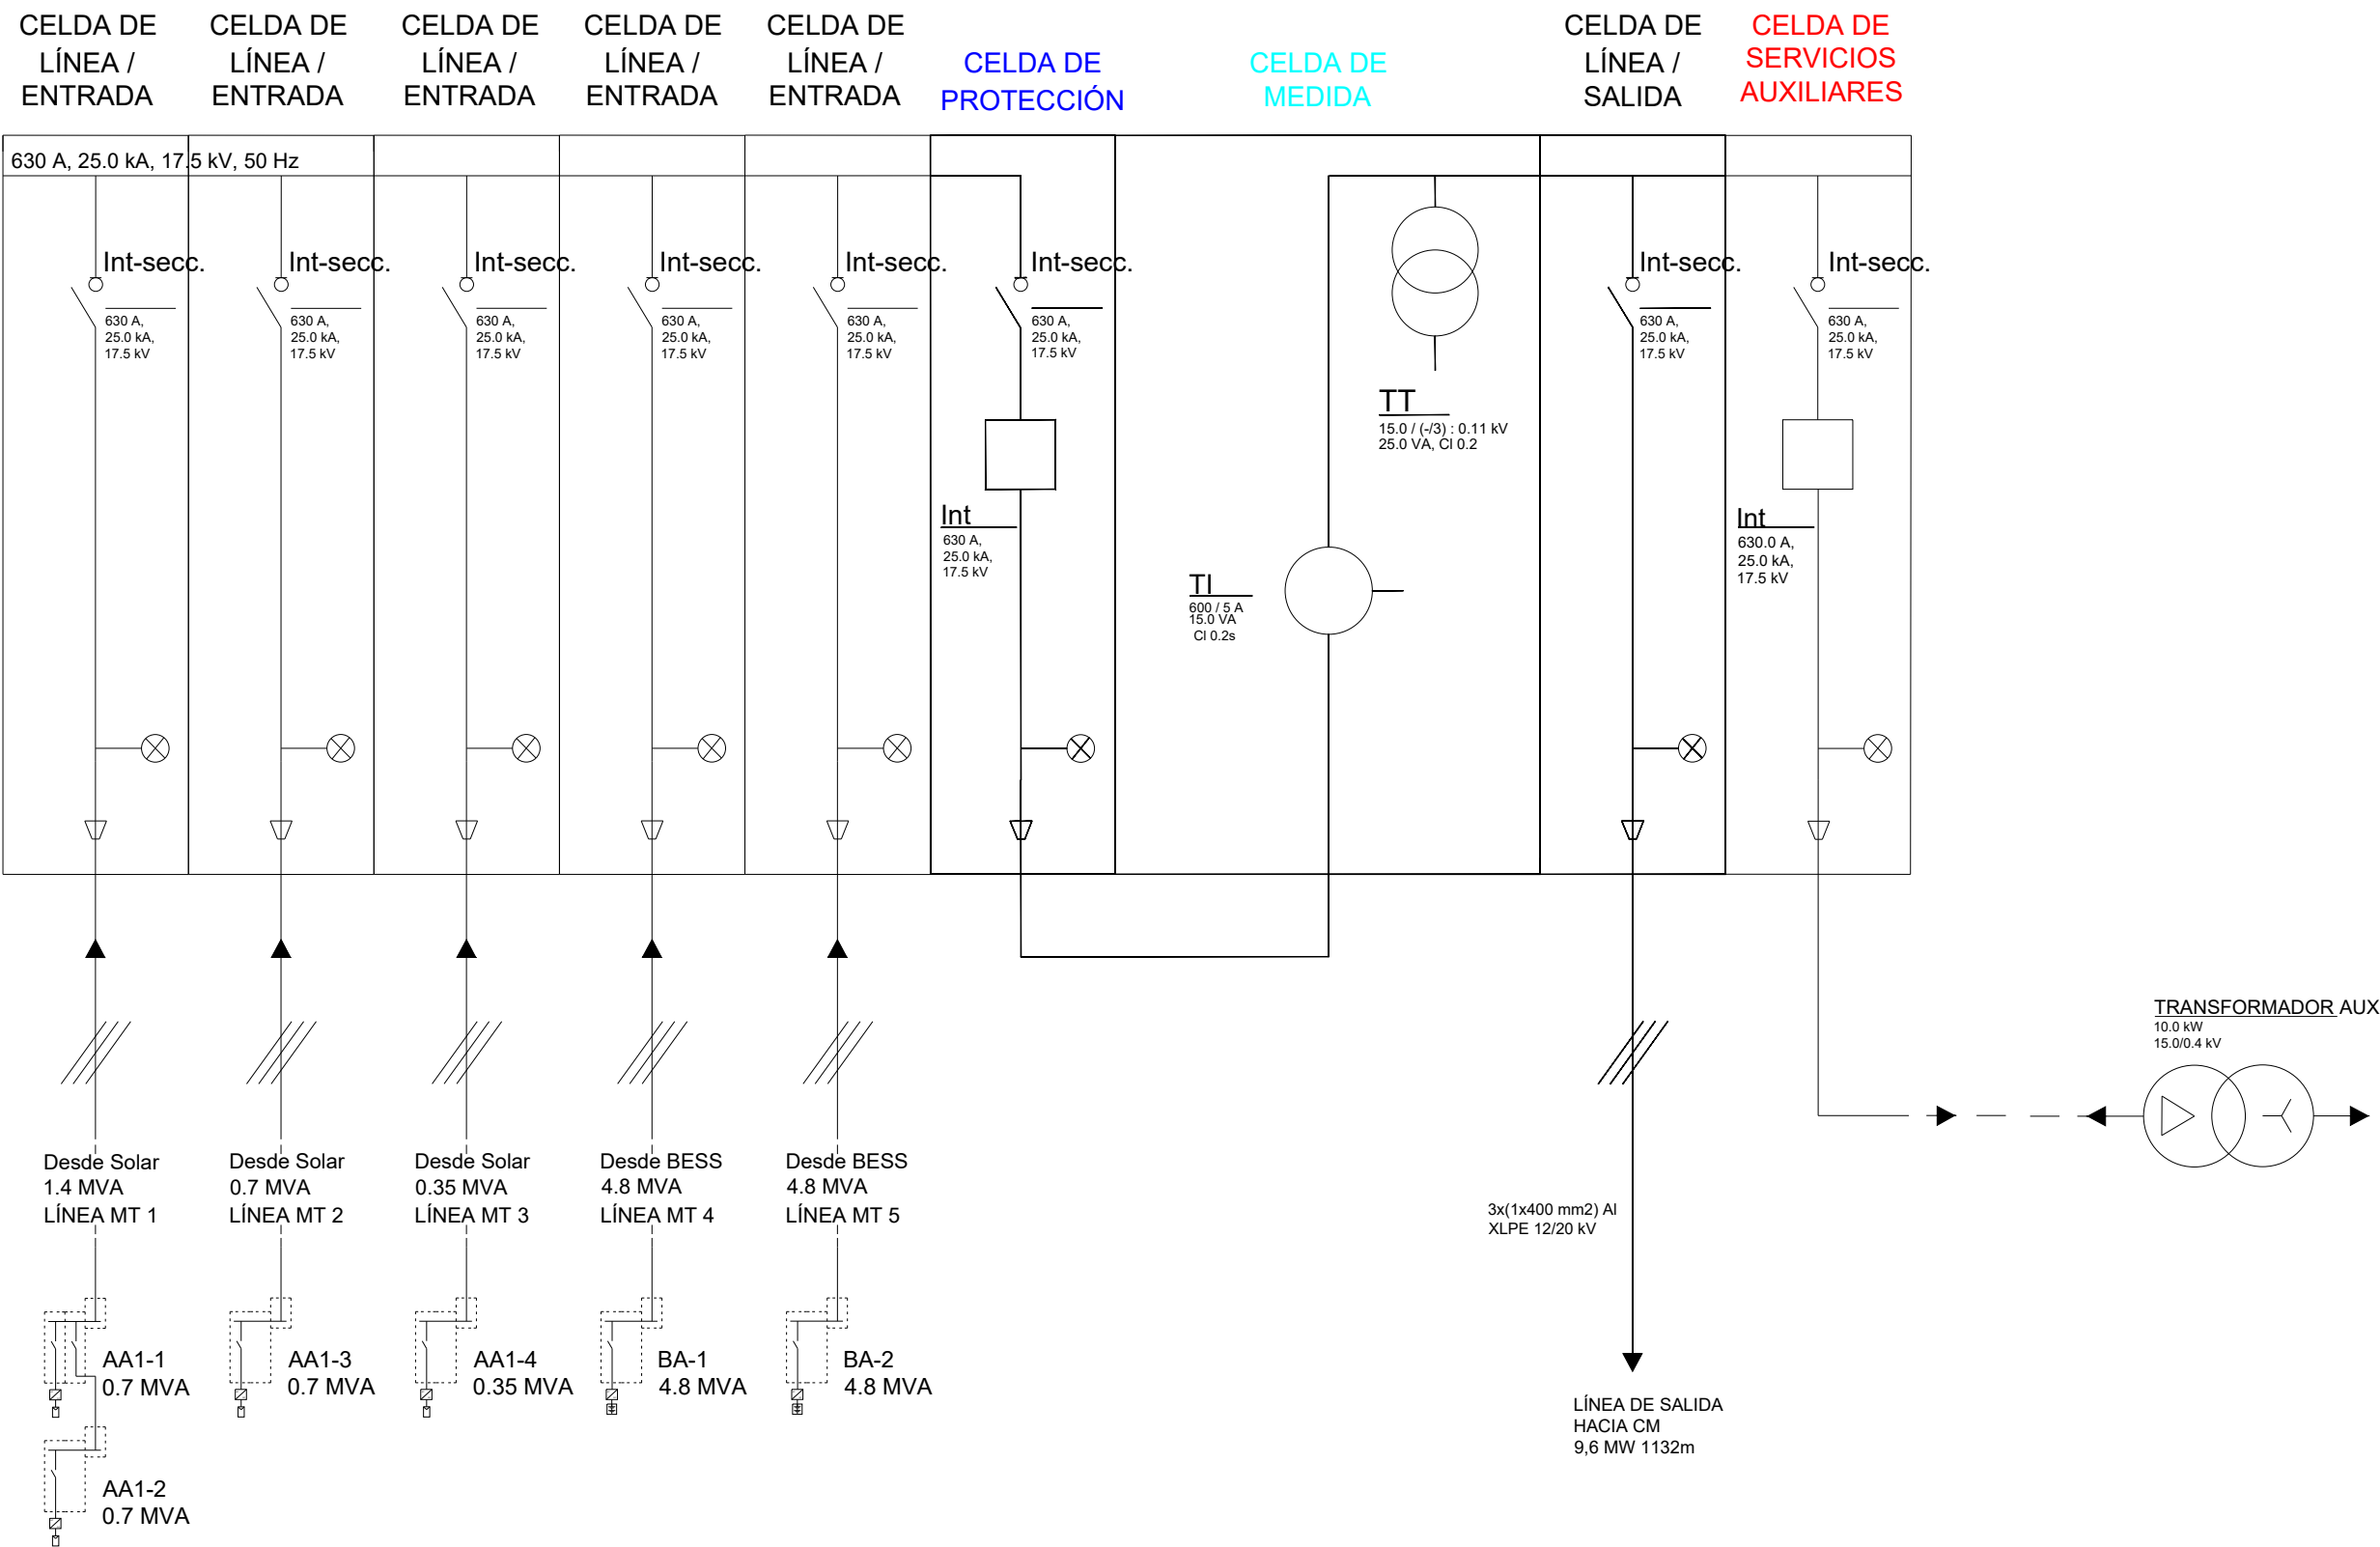 CELDA DE
LÍNEA /
ENTRADA
CELDA DE
LÍNEA /
ENTRADA
CELDA DE
LÍNEA /
ENTRADA
CELDA DE
LÍNEA /
ENTRADA
CELDA DE
LÍNEA /
ENTRADA
CELDA DE
PROTECCIÓN
CELDA DE
MEDIDA
CELDA DE
LÍNEA /
SALIDA
CELDA DE
SERVICIOS
AUXILIARES
630 A, 25.0 kA, 17.5 kV, 50 Hz
Int-secc.
630 A,
25.0 kA,
17.5 kV
Int-secc.
630 A,
25.0 kA,
17.5 kV
Int-secc.
630 A,
25.0 kA,
17.5 kV
Int-secc.
630 A,
25.0 kA,
17.5 kV
Int-secc.
630 A,
25.0 kA,
17.5 kV
Int-secc.
630 A,
25.0 kA,
17.5 kV
Int-secc.
630 A,
25.0 kA,
17.5 kV
Int-secc.
630 A,
25.0 kA,
17.5 kV
TT
15.0 / (-/3) : 0.11 kV
25.0 VA, Cl 0.2
Int
630 A,
25.0 kA,
17.5 kV
TI
600 / 5 A
15.0 VA
Cl 0.2s
Int
630.0 A,
25.0 kA,
17.5 kV
TRANSFORMADOR AUX
10.0 kW
15.0/0.4 kV
Desde Solar
1.4 MVA
LÍNEA MT 1
Desde Solar
0.7 MVA
LÍNEA MT 2
Desde Solar
0.35 MVA
LÍNEA MT 3
Desde BESS
4.8 MVA
LÍNEA MT 4
Desde BESS
4.8 MVA
LÍNEA MT 5
3x(1x400 mm2) Al
XLPE 12/20 kV
AA1-1
0.7 MVA
AA1-3
0.7 MVA
AA1-4
0.35 MVA
BA-1
4.8 MVA
BA-2
4.8 MVA
LÍNEA DE SALIDA
HACIA CM
9,6 MW 1132m
AA1-2
0.7 MVA